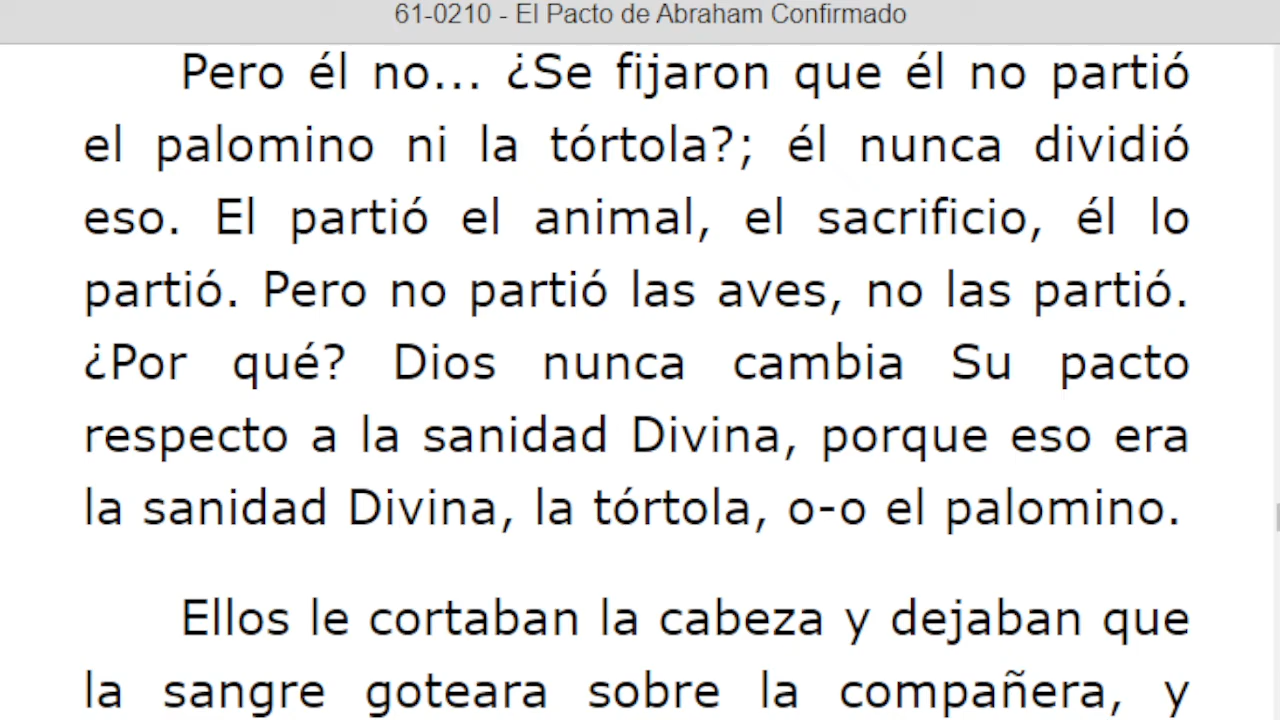 61-0210 - El Pacto de Abraham Confirmado
Pero él no... ¿Se fijaron que él no partió
el palomino ni la tórtola?; él nunca dividió
eso. El partió el animal, el sacrificio, él lo
partió. Pero no partió las aves, no las partió.
¿Por qué? Dios nunca cambia Su pacto
respecto a la sanidad Divina, porque eso era
la sanidad Divina, la tórtola, o-o el palomino.
Ellos le cortaban la cabeza y dejaban que
la sangre goteara sobre la compañera, y